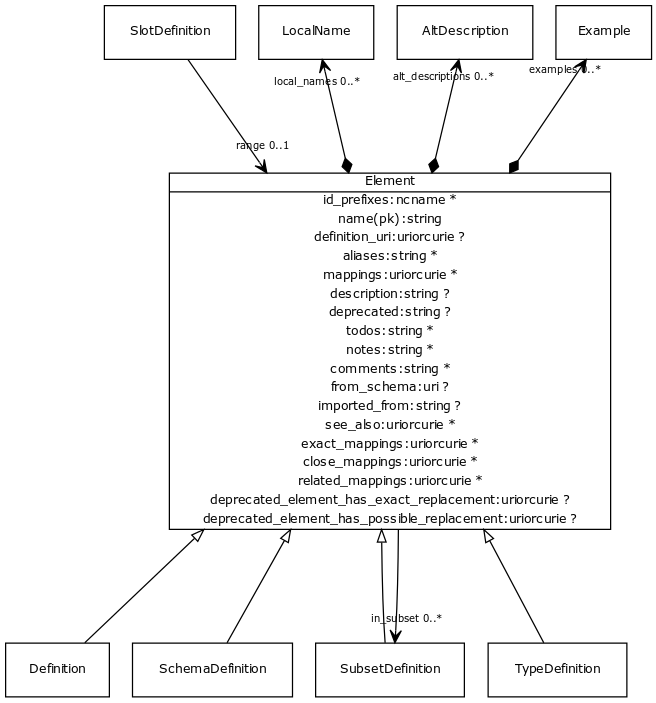 SlotDefinition
LocalName
AltDescription
Example
local_names 0..*
alt_descriptions 0..*
examples 0..*
range 0..1
Element
id_prefixes:ncname *
name(pk):string
definition_uri:uriorcurie ?
aliases:string *
mappings:uriorcurie *
description:string ?
deprecated:string ?
todos:string *
notes:string *
comments:string *
from_schema:uri ?
imported_from:string ?
see_also:uriorcurie *
exact_mappings:uriorcurie *
close_mappings:uriorcurie *
related_mappings:uriorcurie *
deprecated_element_has_exact_replacement:uriorcurie ?
deprecated_element_has_possible_replacement:uriorcurie ?
in_subset 0..*
Definition
SchemaDefinition
SubsetDefinition
TypeDefinition